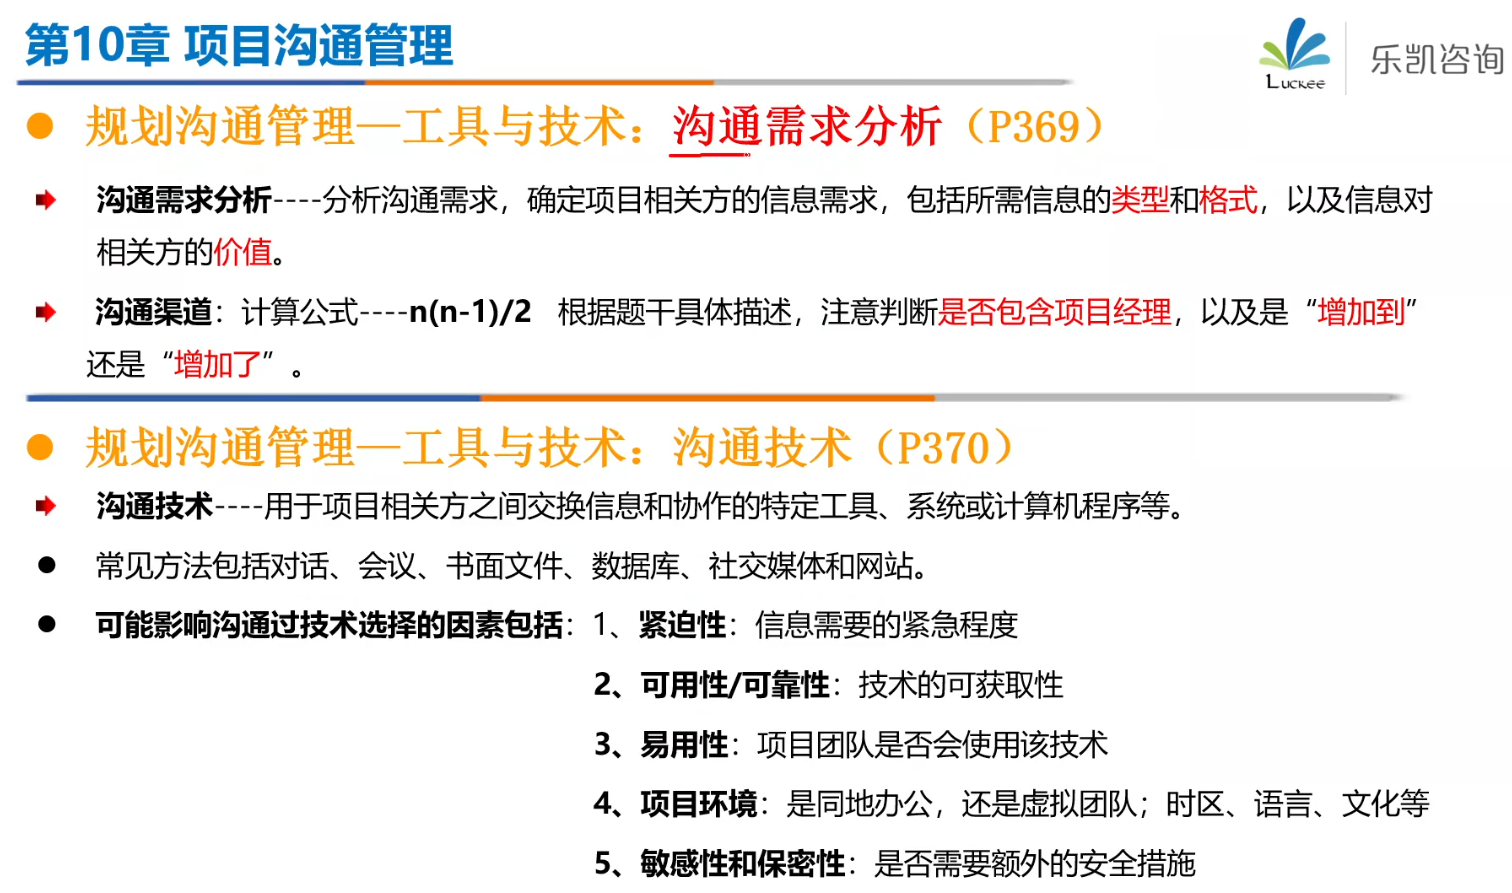 第10章 项目沟通管理
LUCKEE 乐凯咨询
规划沟通管理—工具与技术：沟通需求分析（P369）
沟通需求分析----分析沟通需求，确定项目相关方的信息需求，包括所需信息的类型和格式，以及信息对
相关方的价值。
沟通渠道：计算公式----n(n-1)/2 根据题干具体描述，注意判断是否包含项目经理，以及是“增加到”
还是“增加了”。
规划沟通管理—工具与技术：沟通技术（P370）
沟通技术----用于项目相关方之间交换信息和协作的特定工具、系统或计算机程序等。
常见方法包括对话、会议、书面文件、数据库、社交媒体和网站。
可能影响沟通过技术选择的因素包括：1、紧迫性：信息需要的紧急程度
2、可用性/可靠性：技术的可获取性
3、易用性：项目团队是否会使用该技术
4、项目环境：是同地办公，还是虚拟团队；时区、语言、文化等
5、敏感性和保密性：是否需要额外的安全措施